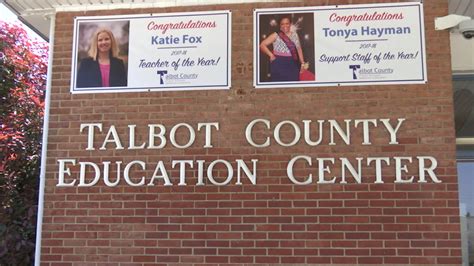 Congratulations
Katie Fox
2017-18
Teacher of the Year!
Talbot County
Congratulations
Tonya Hayman
2017-18
Support Staff of the Year!
Talbot County
TALBOT COUNTY
EDUCATION CENTER